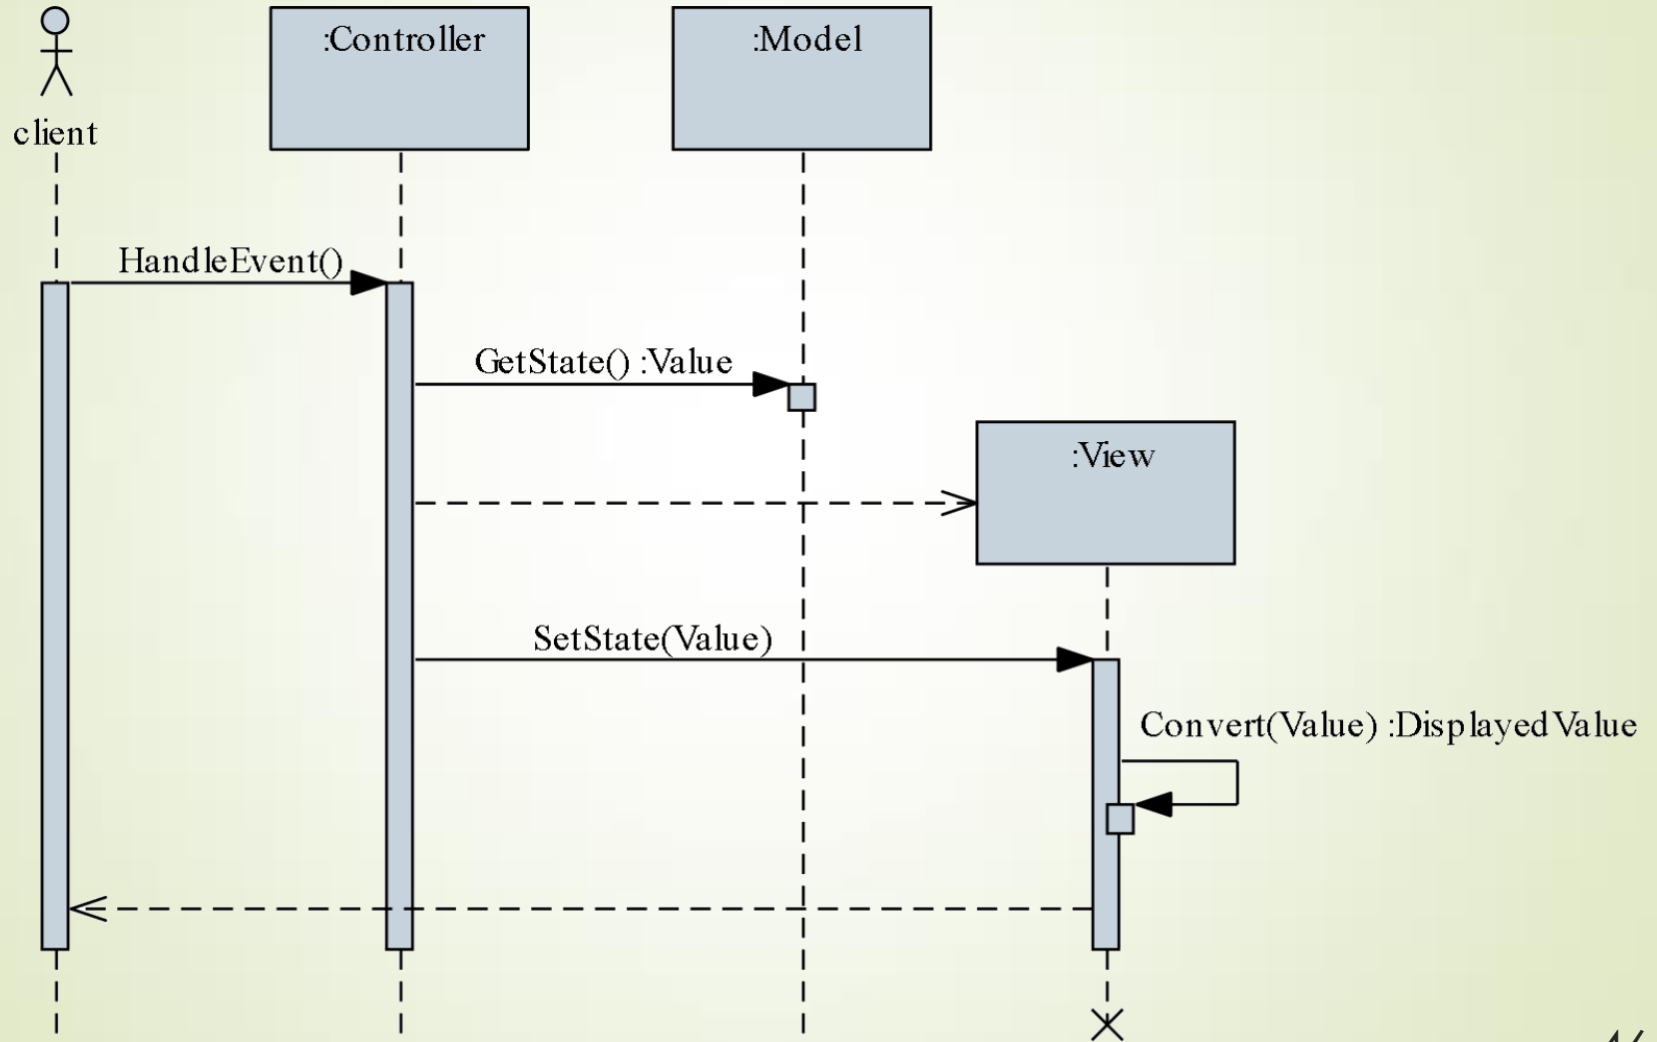 :Controller
:Model
client
HandleEvent()
GetState() :Value
:View
SetState(Value)
Convert(Value) :DisplayedValue